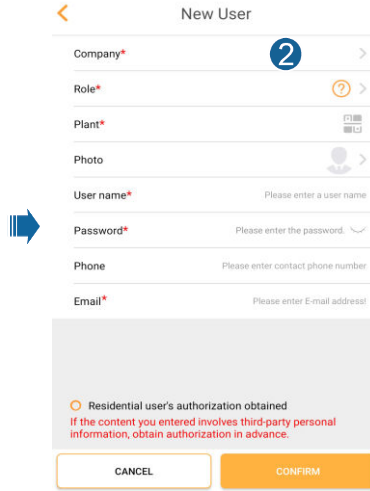 New User
Company*
2
Role*
?
Plant*
Photo
User name* Please enter a user name
Password* Please enter the password.
Phone Please enter contact phone number
Email* Please enter E-mail address!
Residential user's authorization obtained
If the content you entered involves third-party personal
information, obtain authorization in advance.
CANCEL CONFIRM